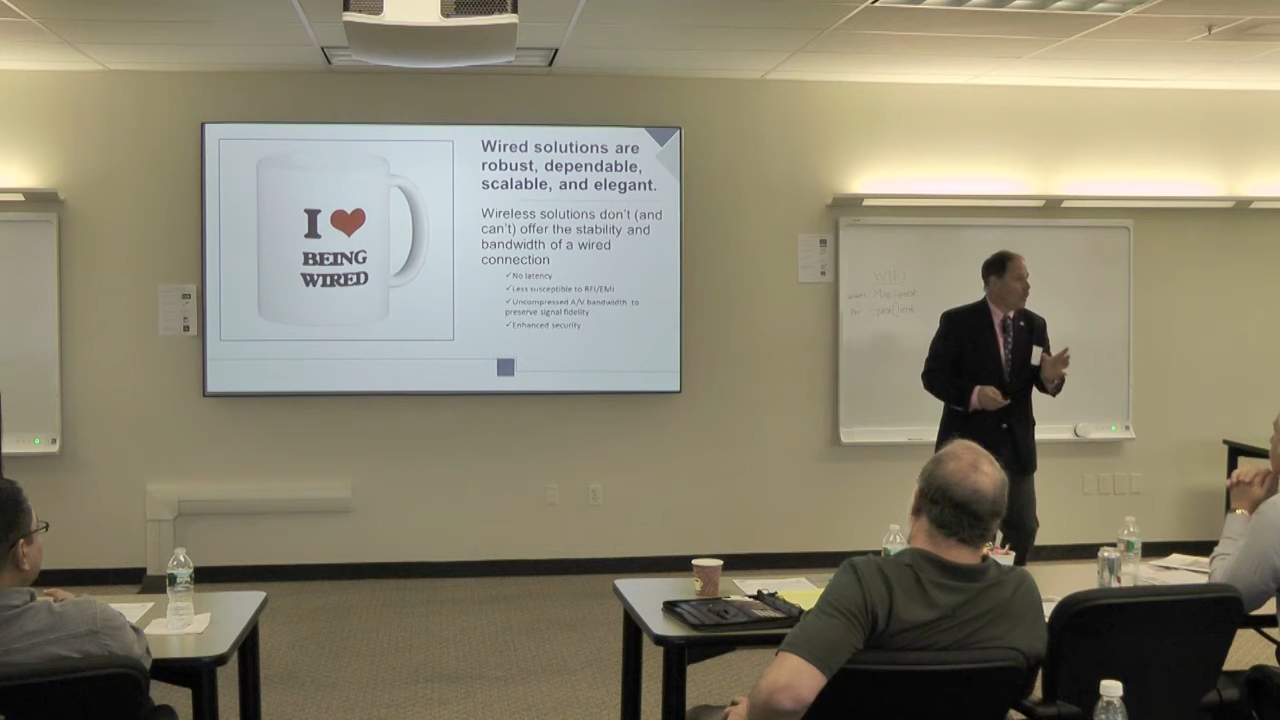 I ❤ BEING WIRED
Wired solutions are
robust, dependable,
scalable, and elegant.
Wireless solutions don't (and
can't) offer the stability and
bandwidth of a wired
connection
✓No latency
✓Less susceptible to RFI/EMI
✓Uncompressed A/V bandwidth to
preserve signal fidelity
✓Enhanced security
WIFI